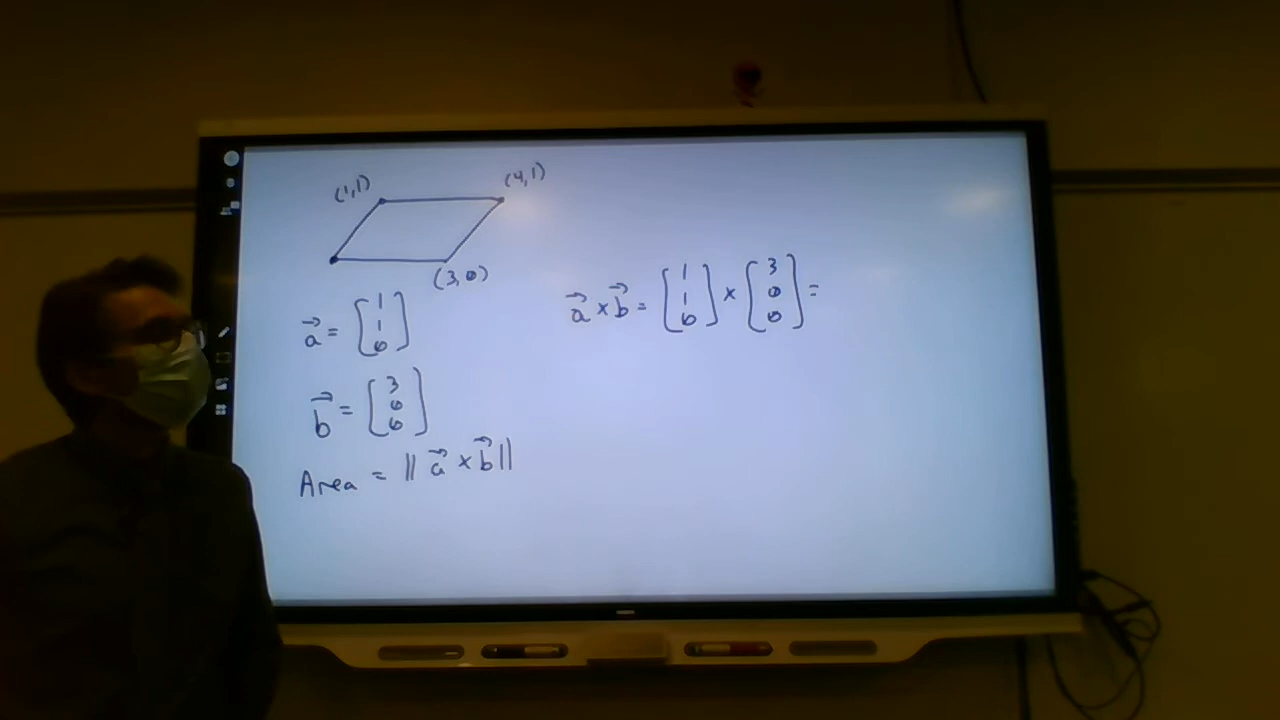 (1,1)
(4,1)
(3,0)
a⃗ = [1 1 0]
b⃗ = [3 0 0]
Area = || a⃗ × b⃗ ||
a⃗ × b⃗ = [1 1 0] × [3 0 0] =